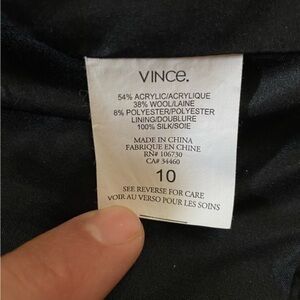 VINCE.
54% ACRYLIC/ACRYLIQUE
38% WOOL/LAINE
8% POLYESTER/POLYESTER
LINING/DOUBLURE
100% SILK/SOIE
MADE IN CHINA
FABRIQUE EN CHINE
RN# 106730
CA# 34460
10
SEE REVERSE FOR CARE
VOIR AU VERSO POUR LES SOINS